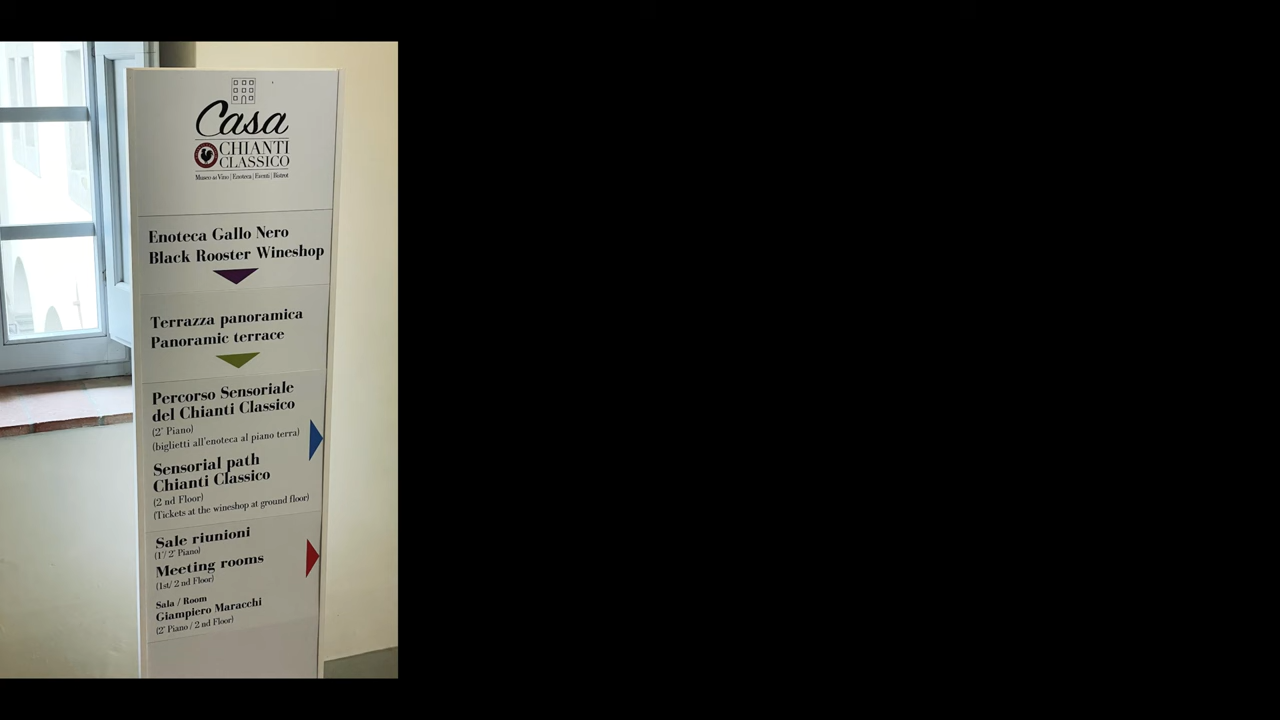 Casa
CHIANTI
CLASSICO
Museo del Vino | Enoteca | Eventi | Bistrot
Enoteca Gallo Nero
Black Rooster Wineshop
Terrazza panoramica
Panoramic terrace
Percorso Sensoriale
del Chianti Classico
(2° Piano)
(biglietti all'enoteca al piano terra)
Sensorial path
Chianti Classico
(2 nd Floor)
(Tickets at the wineshop at ground floor)
Sale riunioni
(1°/ 2° Piano)
Meeting rooms
(1st/ 2 nd Floor)
Sala / Room
Giampiero Maracchi
(2° Piano / 2 nd Floor)